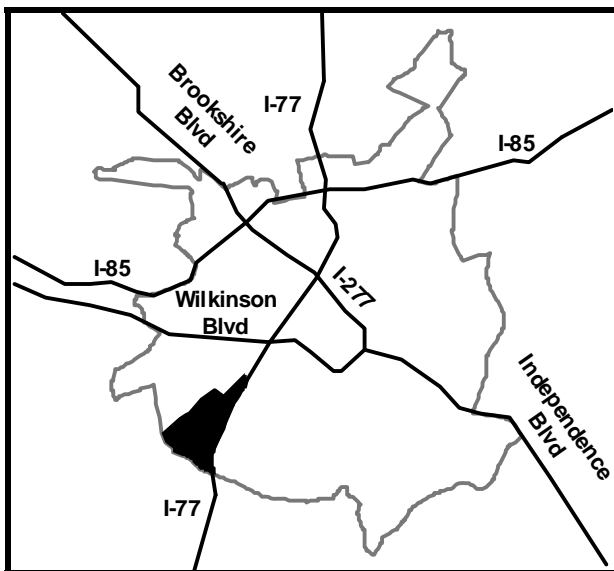 Brookshire
Blvd
I-77
I-85
I-85
Wilkinson
Blvd
I-277
Independence
Blvd
I-77